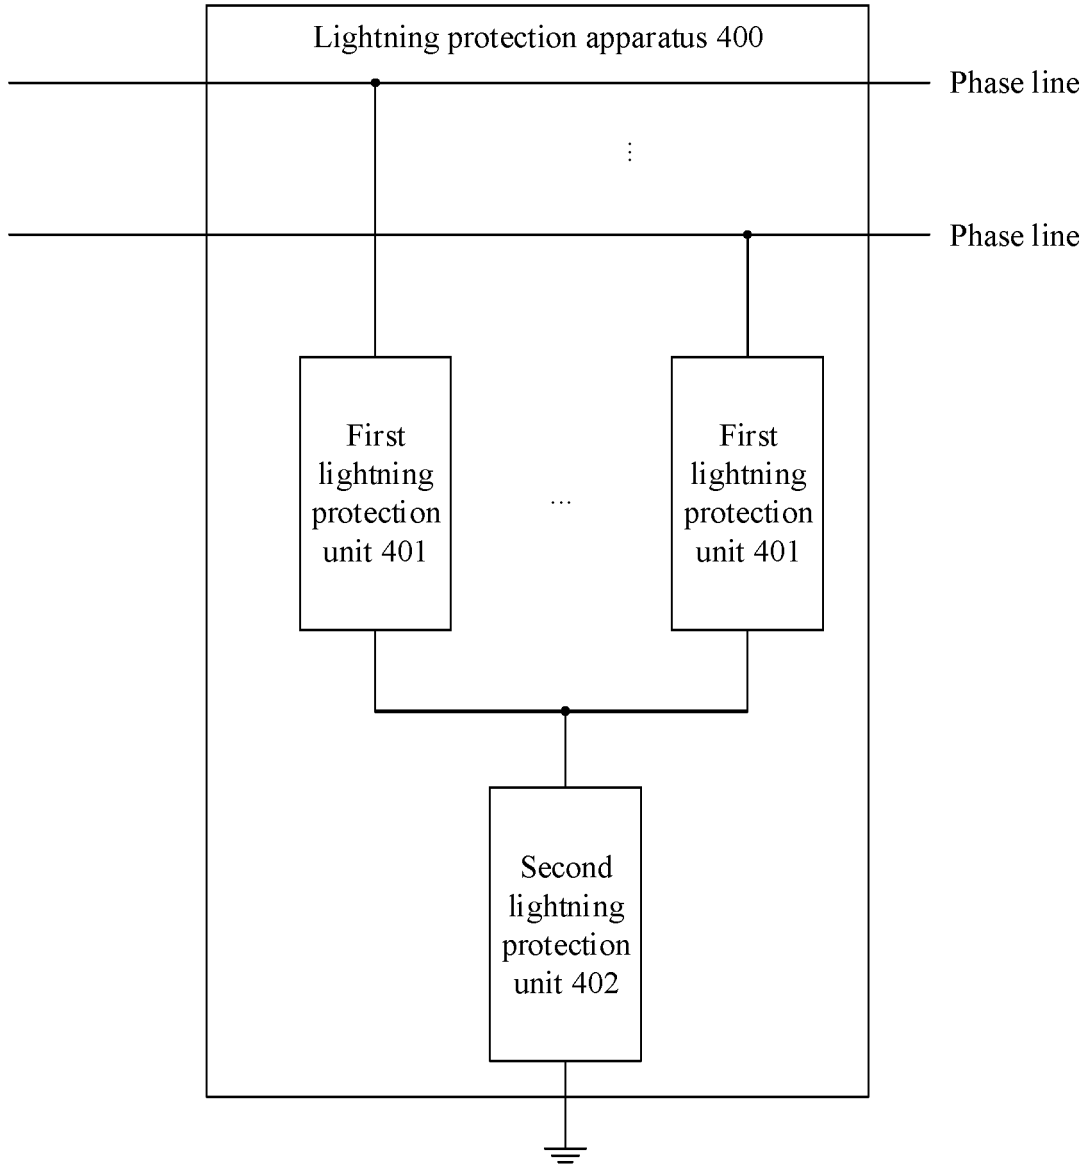 Lightning protection apparatus 400
Phase line
⋮
Phase line
First
lightning
protection
unit 401
...
First
lightning
protection
unit 401
Second
lightning
protection
unit 402